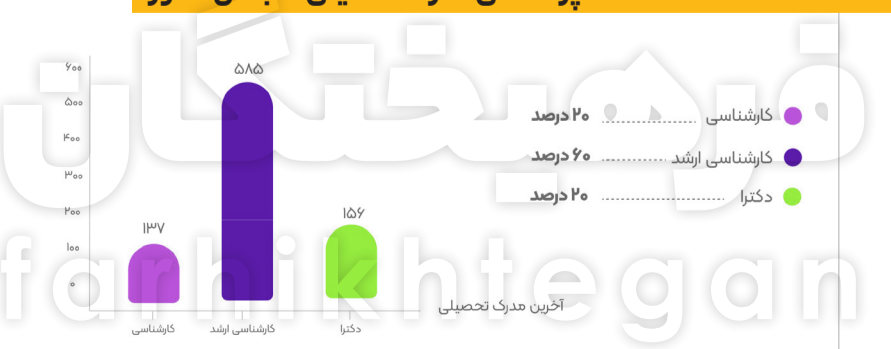 ۶۰۰
۵۰۰
۴۰۰
۳۰۰
۲۰۰
۱۰۰
۰
۱۳۷
۵۸۵
۱۵۶
کارشناسی
کارشناسی ارشد
دکترا
آخرین مدرک تحصیلی
کارشناسی ........ ۲۰ درصد
کارشناسی ارشد ........ ۶۰ درصد
دکترا ........ ۲۰ درصد
فرهیختگان
farhikhtegan